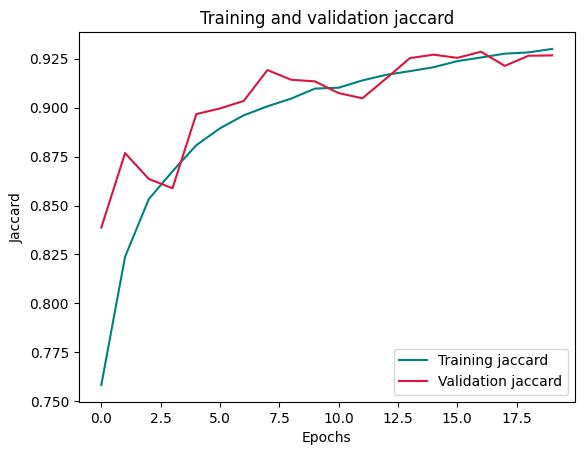 Training and validation jaccard
Jaccard
0.925
0.900
0.875
0.850
0.825
0.800
0.775
0.750
Training jaccard
Validation jaccard
0.0 2.5 5.0 7.5 10.0 12.5 15.0 17.5
Epochs